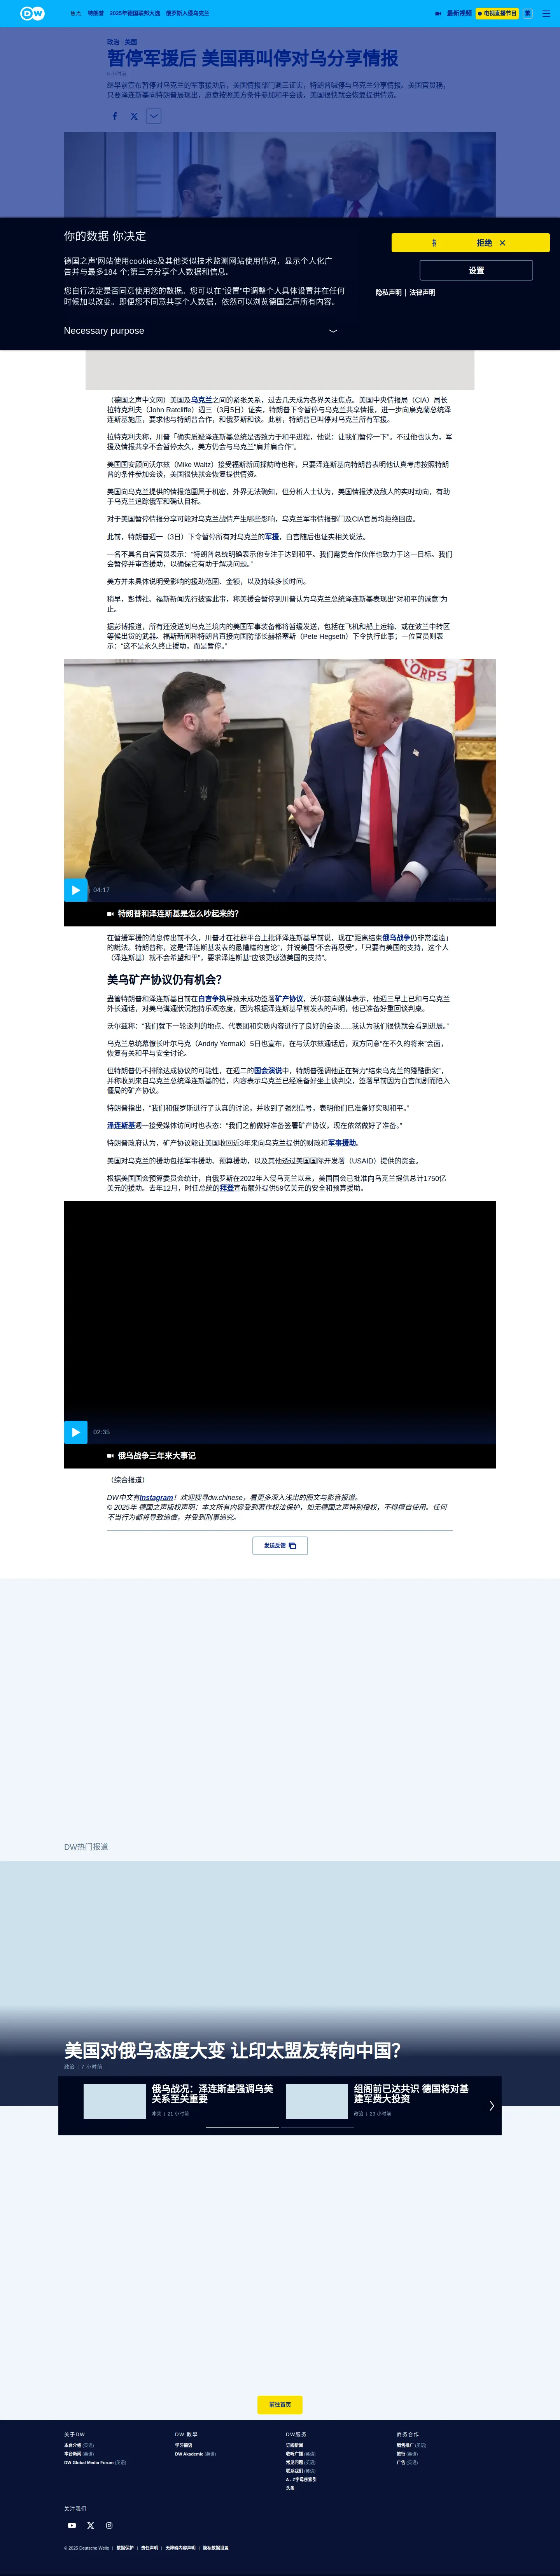 DW
焦点 特朗普 2025年德国联邦大选 俄罗斯入侵乌克兰 最新视频 电视直播节目 繁
政治 | 美国
暂停军援后 美国再叫停对乌分享情报
6 小时前
继早前宣布暂停对乌克兰的军事援助后，美国情报部门週三证实，特朗普喊停与乌克兰分享情报。美国官员稱，
只要泽连斯基向特朗普展现出，愿意按照美方条件参加和平会谈，美国很快就会恢复提供情资。
你的数据 你决定
德国之声'网站使用cookies及其他类似技术监测网站使用情况，显示个人化广
告并与最多184 个;第三方分享个人数据和信息。
您自行决定是否同意使用您的数据。您可以在"设置"中调整个人具体设置并在任何
时候加以改变。即便您不同意共享个人数据，依然可以浏览德国之声所有内容。
Necessary purpose
拒绝
设置
隐私声明 | 法律声明
（德国之声中文网）美国及乌克兰之间的紧张关系，过去几天成为各界关注焦点。美国中央情报局（CIA）局长
拉特克利夫（John Ratcliffe）週三（3月5日）证实，特朗普下令暂停与乌克兰共享情报，进一步向烏克蘭总统泽
连斯基施压，要求他与特朗普合作，和俄罗斯和谈。此前，特朗普已叫停对乌克兰所有军援。
拉特克利夫称，川普「确实质疑泽连斯基总统是否致力于和平进程，他说：让我们暂停一下"。不过他也认为，军
援及情报共享不会暂停太久，美方仍会与乌克兰"肩并肩合作"。
美国国安顾问沃尔兹（Mike Waltz）接受福斯新闻採訪時也称，只要泽连斯基向特朗普表明他认真考虑按照特朗
普的条件参加会谈，美国很快就会恢复提供情资。
美国向乌克兰提供的情报范圍属于机密，外界无法确知，但分析人士认为，美国情报涉及敌人的实时动向，有助
于乌克兰追踪俄军和确认目标。
对于美国暂停情报分享可能对乌克兰战情产生哪些影响，乌克兰军事情报部门及CIA官员均拒绝回应。
此前，特朗普週一（3日）下令暂停所有对乌克兰的军援，白宫随后也证实相关说法。
一名不具名白宫官员表示："特朗普总统明确表示他专注于达到和平。我们需要合作伙伴也致力于这一目标。我们
会暂停并审查援助，以确保它有助于解决问题。"
美方并未具体说明受影响的援助范围、金额，以及持续多长时间。
稍早，彭博社、福斯新闻先行披露此事，称美援会暂停到川普认为乌克兰总统泽连斯基表现出"对和平的诚意"为
止。
据彭博报道，所有还没送到乌克兰境内的美国军事装备都将暂缓发送，包括在飞机和船上运输、或在波兰中转区
等候出货的武器。福斯新闻称特朗普直接向国防部长赫格塞斯（Pete Hegseth）下令执行此事；一位官员则表
示："这不是永久终止援助，而是暂停。"
04:17
特朗普和泽连斯基是怎么吵起来的？
在暂缓军援的消息传出前不久，川普才在社群平台上批评泽连斯基早前说，现在"距离结束俄乌战争仍非常遥遠」
的說法。特朗普称，这是"泽连斯基发表的最糟糕的言论"，并说美国"不会再忍受"，「只要有美国的支持，这个人
（泽连斯基）就不会希望和平"，要求泽连斯基"应该更感激美国的支持"。
美乌矿产协议仍有机会？
盡管特朗普和泽连斯基日前在白宫争执导致未成功签署矿产协议，沃尔兹向媒体表示，他週三早上已和与乌克兰
外长通话，对美乌溝通狀況抱持乐观态度，因为根据泽连斯基早前发表的声明，他已准备好重回谈判桌。
沃尔兹称："我们就下一轮谈判的地点、代表团和实质内容进行了良好的会谈......我认为我们很快就会看到进展。"
乌克兰总统幕僚长叶尔马克（Andriy Yermak）5日也宣布，在与沃尔兹通话后，双方同意"在不久的将来"会面，
恢复有关和平与安全讨论。
但特朗普仍不排除达成协议的可能性，在週二的国会演说中，特朗普强调他正在努力"结束乌克兰的殘酷衝突"，
并称收到来自乌克兰总统泽连斯基的信，内容表示乌克兰已经准备好坐上谈判桌，签署早前因为白宫闹剧而陷入
僵局的矿产协议。
特朗普指出，"我们和俄罗斯进行了认真的讨论，并收到了强烈信号，表明他们已准备好实现和平。"
泽连斯基週一接受媒体访问时也表态："我们之前做好准备签署矿产协议，现在依然做好了准备。"
特朗普政府认为，矿产协议能让美国收回近3年来向乌克兰提供的财政和军事援助。
美国对乌克兰的援助包括军事援助、预算援助，以及其他透过美国国际开发署（USAID）提供的资金。
根据美国国会预算委员会统计，自俄罗斯在2022年入侵乌克兰以来，美国国会已批准向乌克兰提供总计1750亿
美元的援助。去年12月，时任总统的拜登宣布额外提供59亿美元的安全和预算援助。
02:35
俄乌战争三年来大事记
（综合报道）
DW中文有Instagram！欢迎搜寻dw.chinese，看更多深入浅出的图文与影音报道。
© 2025年 德国之声版权声明：本文所有内容受到著作权法保护，如无德国之声特别授权，不得擅自使用。任何
不当行为都将导致追偿，并受到刑事追究。
发送反馈
DW热门报道
美国对俄乌态度大变 让印太盟友转向中国？
政治 | 7 小时前
俄乌战况：泽连斯基强调乌美
关系至关重要
冲突 | 21 小时前
组阁前已达共识 德国将对基
建军费大投资
政治 | 23 小时前
前往首页
关于DW
本台介绍 (英语)
本台新闻 (英语)
DW Global Media Forum (英语)
DW 教學
学习德语
DW Akademie (英语)
DW服务
订阅新闻
收听广播 (英语)
常见问题 (英语)
联系我们 (英语)
A - Z字母序索引
头条
商务合作
销售推广 (英语)
旅行 (英语)
广告 (英语)
关注我们
© 2025 Deutsche Welle | 数据保护 | 责任声明 | 无障碍内容声明 | 隐私数据设置